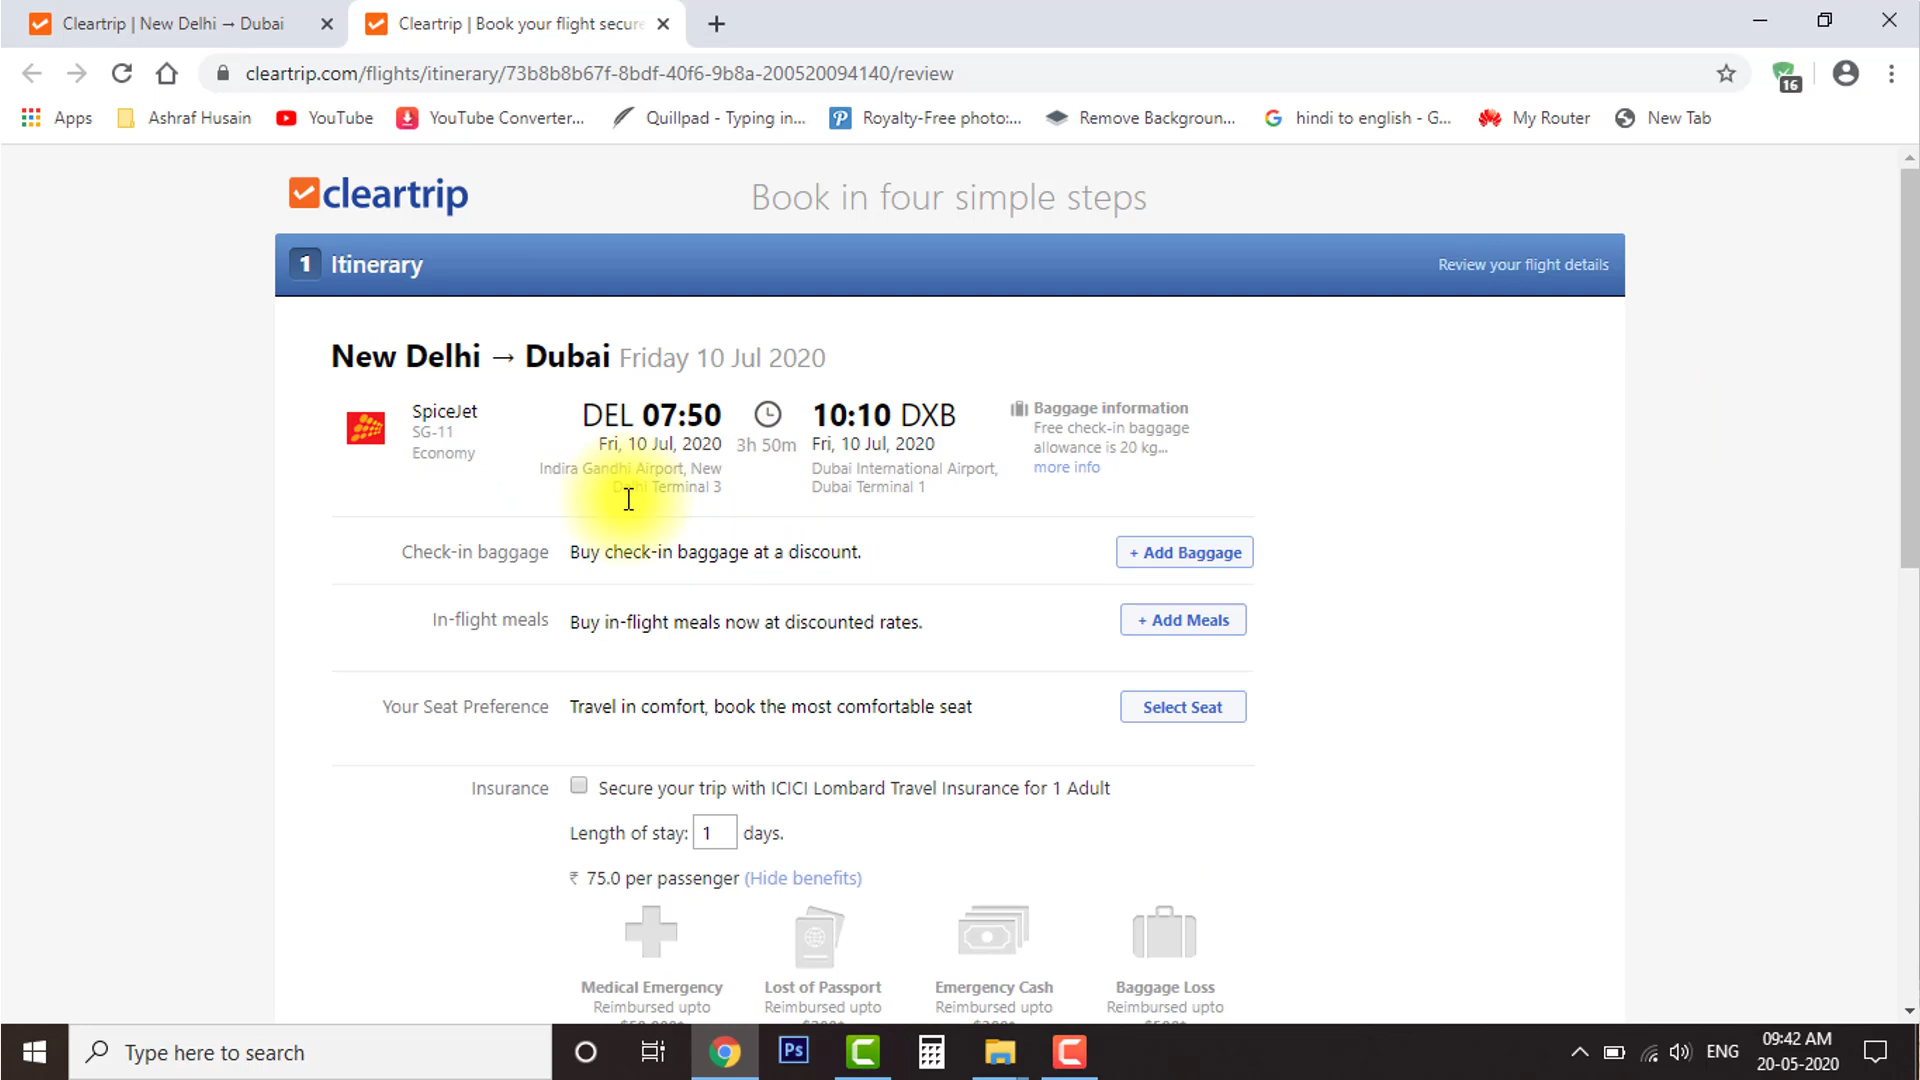 Cleartrip | New Delhi → Dubai
Cleartrip | Book your flight secure
cleartrip.com/flights/itinerary/73b8b8b67f-8bdf-40f6-9b8a-200520094140/review
16
Apps
Ashraf Husain
YouTube
YouTube Converter...
Quillpad - Typing in...
Royalty-Free photo:...
Remove Backgroun...
hindi to english - G...
My Router
New Tab
cleartrip
Book in four simple steps
1 Itinerary
Review your flight details
New Delhi → Dubai Friday 10 Jul 2020
SpiceJet
SG-11
Economy
DEL 07:50
Fri, 10 Jul, 2020
Indira Gandhi Airport, New
Delhi Terminal 3
3h 50m
10:10 DXB
Fri, 10 Jul, 2020
Dubai International Airport,
Dubai Terminal 1
Baggage information
Free check-in baggage
allowance is 20 kg...
more info
Check-in baggage
Buy check-in baggage at a discount.
+ Add Baggage
In-flight meals
Buy in-flight meals now at discounted rates.
+ Add Meals
Your Seat Preference
Travel in comfort, book the most comfortable seat
Select Seat
Insurance
Secure your trip with ICICI Lombard Travel Insurance for 1 Adult
Length of stay: 1 days.
₹ 75.0 per passenger (Hide benefits)
Medical Emergency
Reimbursed upto
Lost of Passport
Reimbursed upto
Emergency Cash
Reimbursed upto
Baggage Loss
Reimbursed upto
Type here to search
Ps
ENG
09:42 AM
20-05-2020